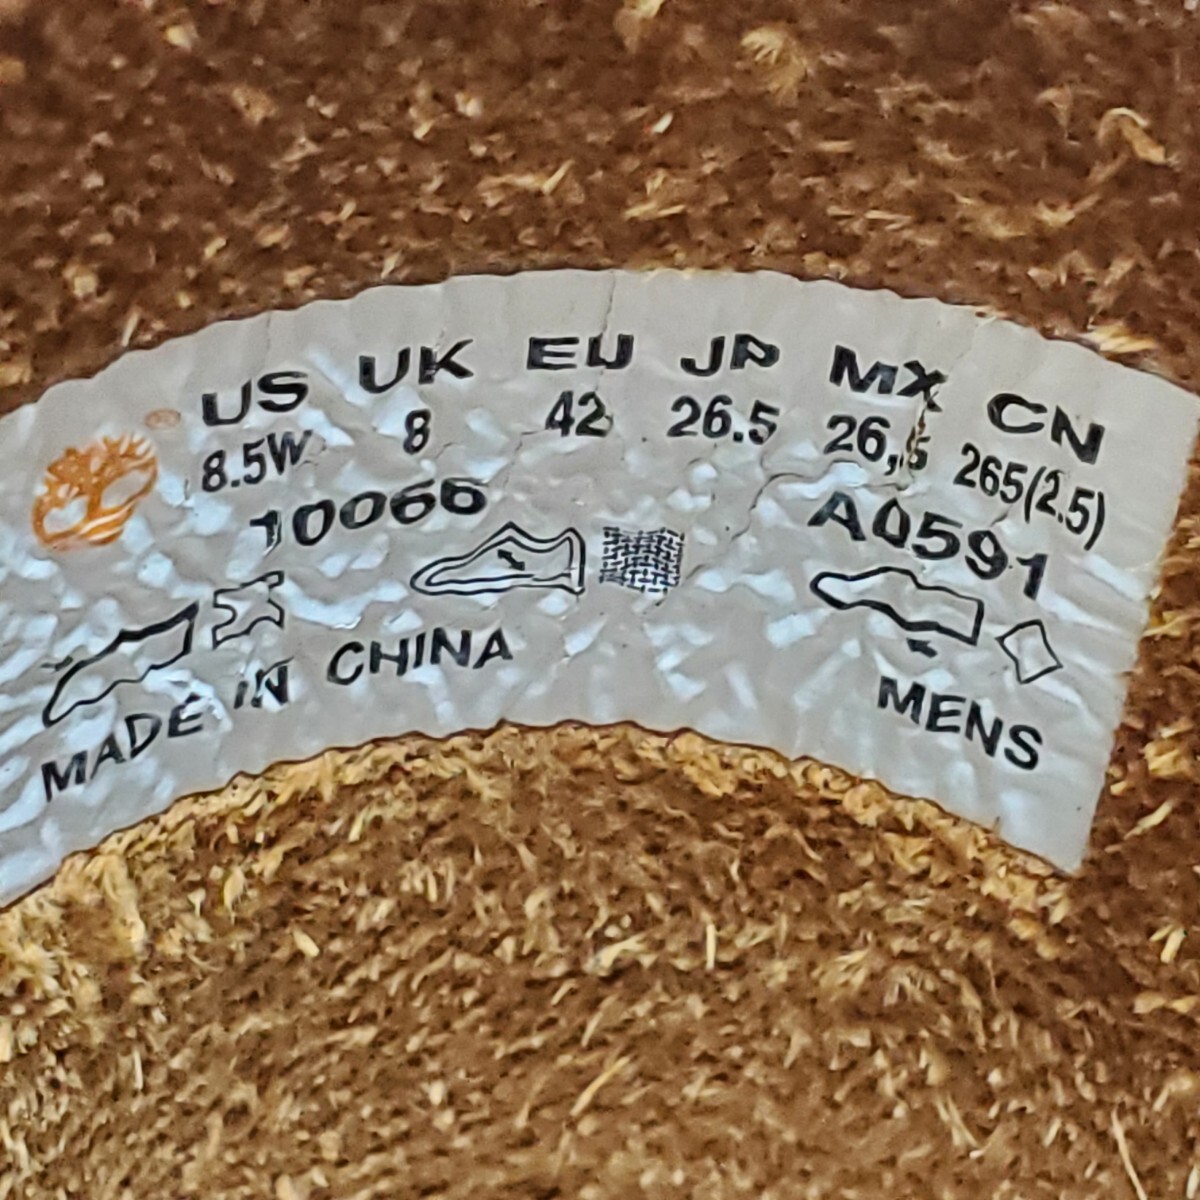 US UK EU JP MX CN
8.5W 8 42 26.5 26,5 265(2.5)
10066 A0591
MADE IN CHINA MENS